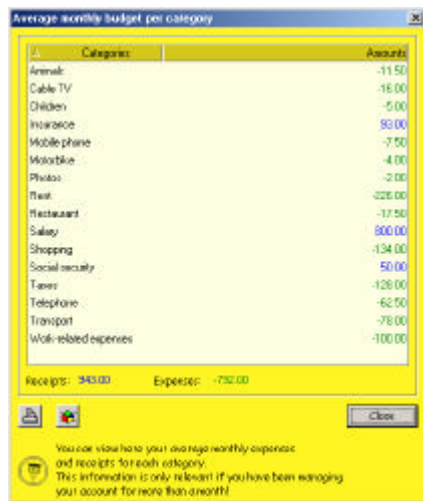 Average monthly budget per category
Categories Amounts
Animals -11.50
Cable TV -16.00
Children -5.00
Insurance 93.00
Mobile phone -7.50
Motorbike -4.00
Photos -2.00
Rent -226.00
Restaurant -17.50
Salary 800.00
Shopping -134.00
Social security 50.00
Taxes -128.00
Telephone -62.50
Transport -78.00
Work-related expenses -100.00
Receipts: 943.00 Expenses: -792.00
Close
You can view here your average monthly expenses
and receipts for each category.
This information is only relevant if you have been managing
your account for more than a month!